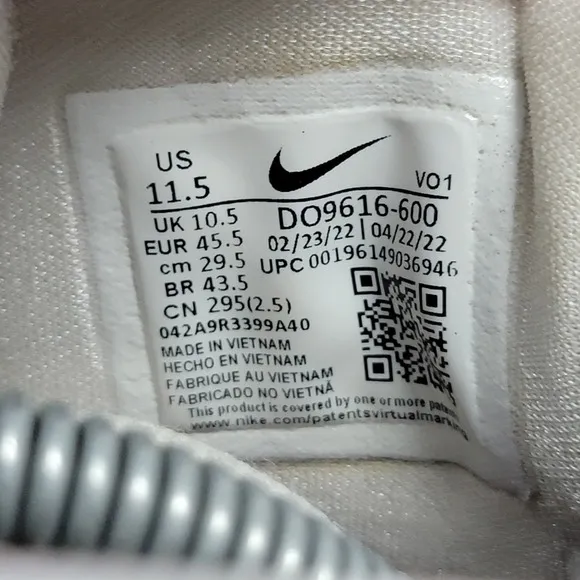 US
11.5
VO1
UK 10.5
DO9616-600
EUR 45.5
02/23/22 | 04/22/22
cm 29.5
UPC 00196149036946
BR 43.5
CN 295(2.5)
042A9R3399A40
MADE IN VIETNAM
HECHO EN VIETNAM
FABRIQUE AU VIETNAM
FABRICADO NO VIETNÃ
This product is covered by one or more paten
www.nike.com/patentsvirtualmarking